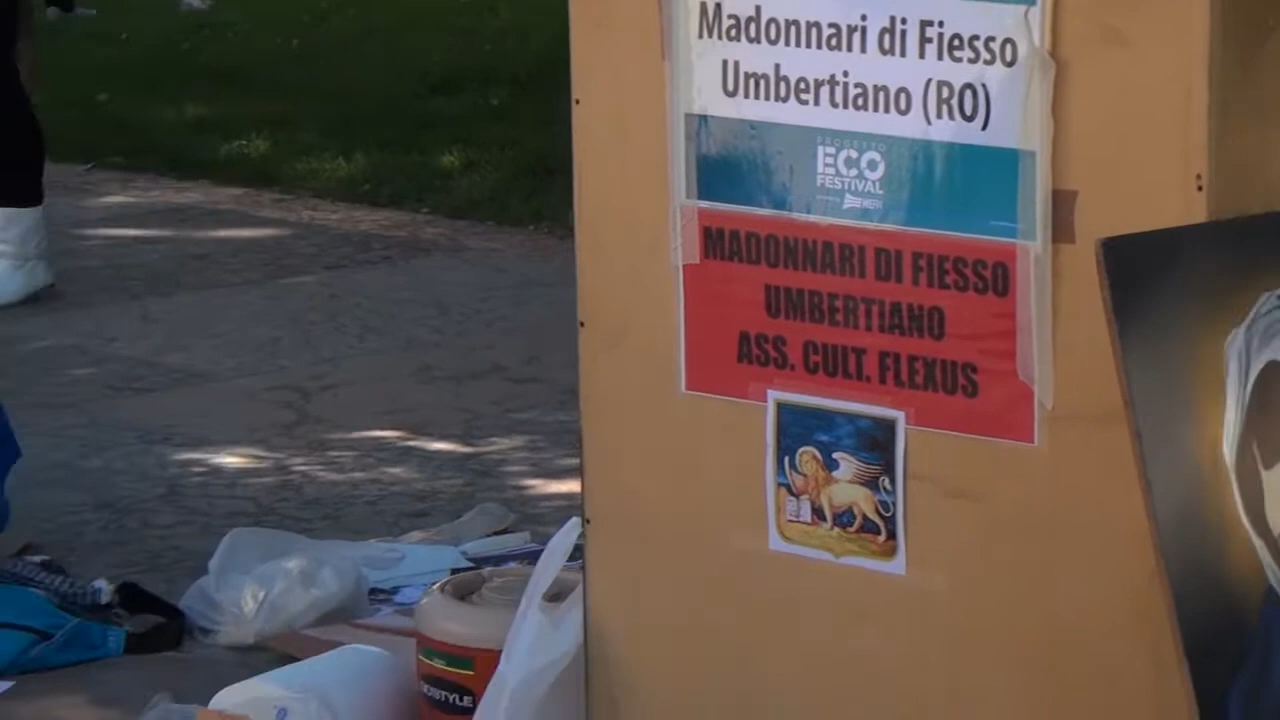 Madonnari di Fiesso
Umbertiano (RO)
PROGETTO
ECO
FESTIVAL
MADONNARI DI FIESSO
UMBERTIANO
ASS. CULT. FLEXUS